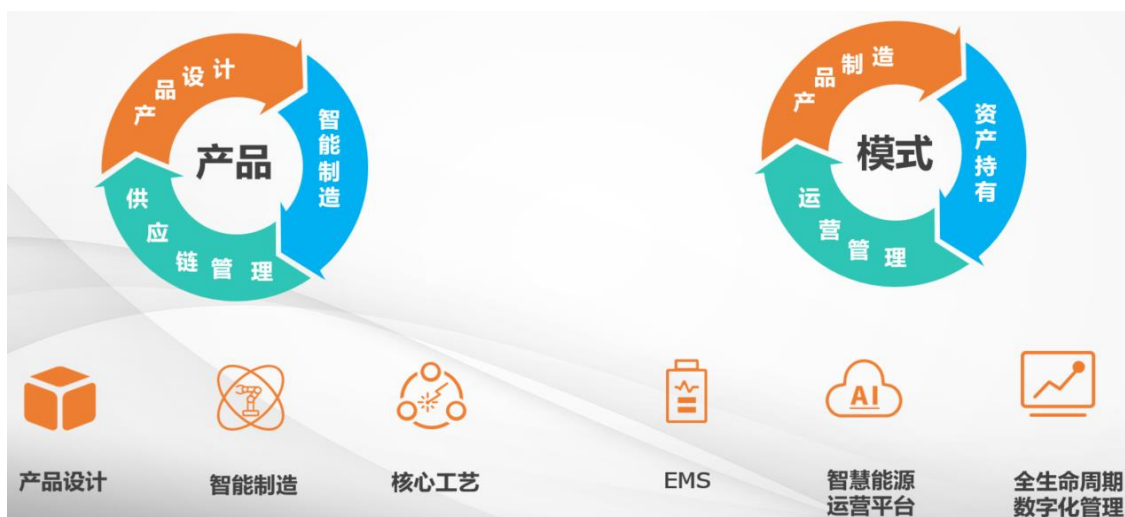 产品设计
智能制造
供应链管理
产品
产品制造
资产持有
运营管理
模式
AI
产品设计
智能制造
核心工艺
EMS
智慧能源
运营平台
全生命周期
数字化管理